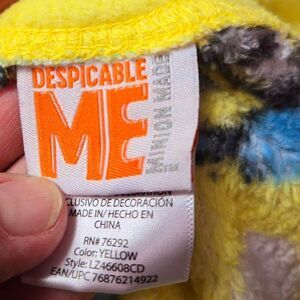 DESPICABLE
ME
MINION MADE
CLUSIVO DE DECORACIÓN
MADE IN/ HECHO EN
CHINA
RN# 76292
Color: YELLOW
Style: LZ46608CD
EAN/UPC 76876214922